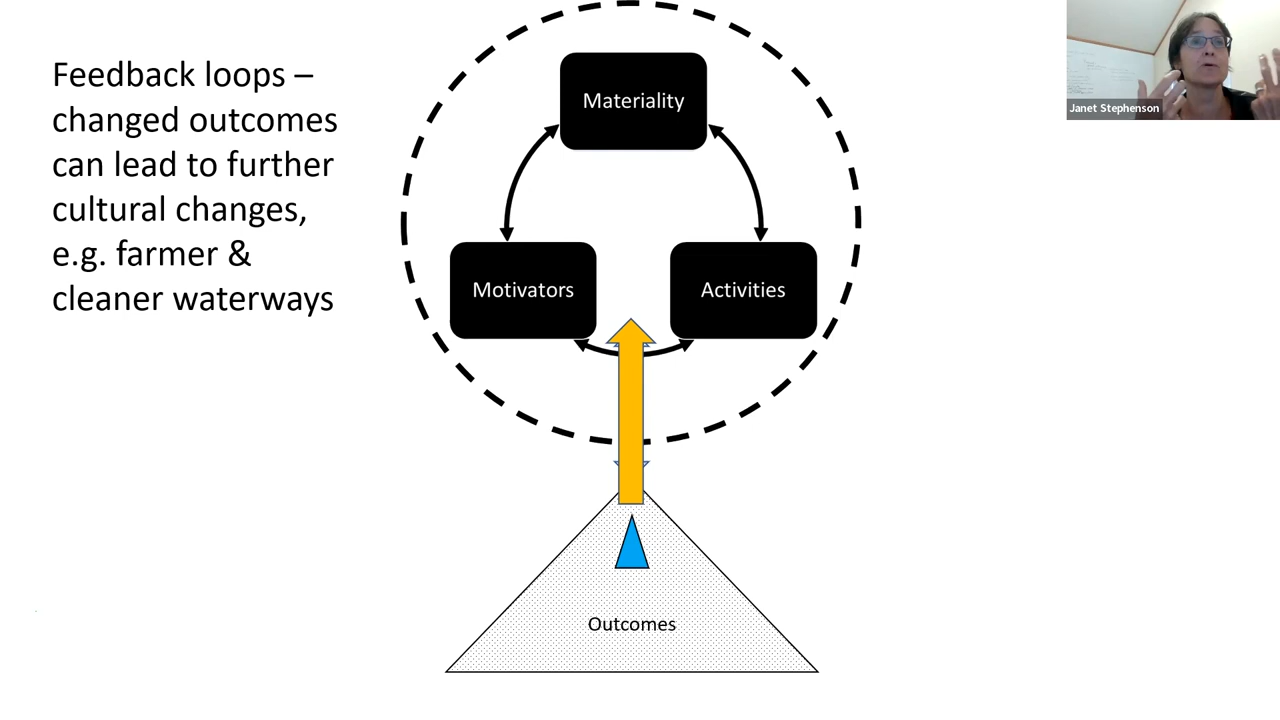 Feedback loops –
changed outcomes
can lead to further
cultural changes,
e.g. farmer &
cleaner waterways
Materiality
Motivators
Activities
Outcomes
Janet Stephenson